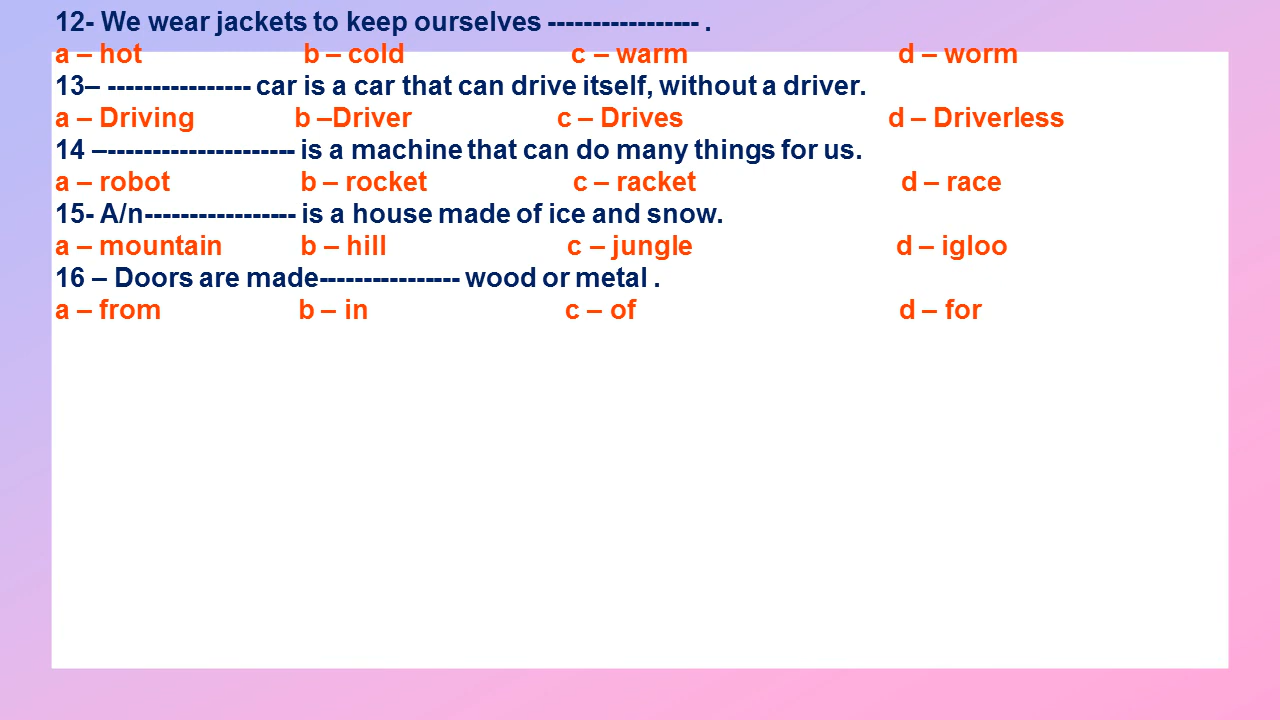 12- We wear jackets to keep ourselves ----------------- .
a – hot b – cold c – warm d – worm
13– ---------------- car is a car that can drive itself, without a driver.
a – Driving b –Driver c – Drives d – Driverless
14 –--------------------- is a machine that can do many things for us.
a – robot b – rocket c – racket d – race
15- A/n----------------- is a house made of ice and snow.
a – mountain b – hill c – jungle d – igloo
16 – Doors are made---------------- wood or metal .
a – from b – in c – of d – for